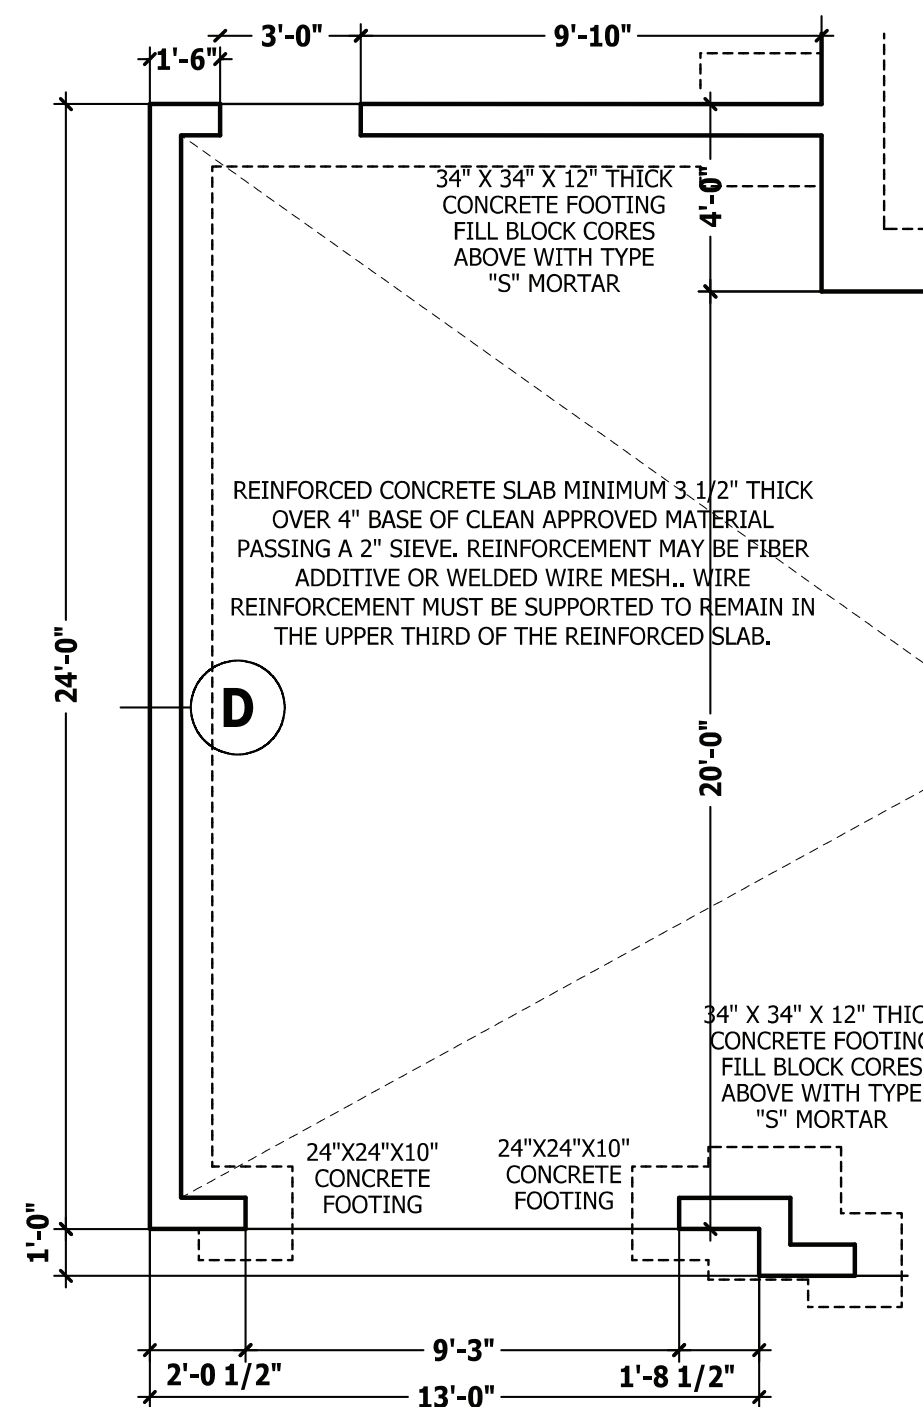 3'-0"
9'-10"
1'-6"
34" X 34" X 12" THICK
CONCRETE FOOTING
FILL BLOCK CORES
ABOVE WITH TYPE
"S" MORTAR
4'-0"
REINFORCED CONCRETE SLAB MINIMUM 3 1/2" THICK
OVER 4" BASE OF CLEAN APPROVED MATERIAL
PASSING A 2" SIEVE. REINFORCEMENT MAY BE FIBER
ADDITIVE OR WELDED WIRE MESH.. WIRE
REINFORCEMENT MUST BE SUPPORTED TO REMAIN IN
THE UPPER THIRD OF THE REINFORCED SLAB.
24'-0"
D
20'-0"
34" X 34" X 12" THIC
CONCRETE FOOTING
FILL BLOCK CORES
ABOVE WITH TYPE
"S" MORTAR
24"X24"X10"
CONCRETE
FOOTING
24"X24"X10"
CONCRETE
FOOTING
1'-0"
9'-3"
2'-0 1/2"
1'-8 1/2"
13'-0"